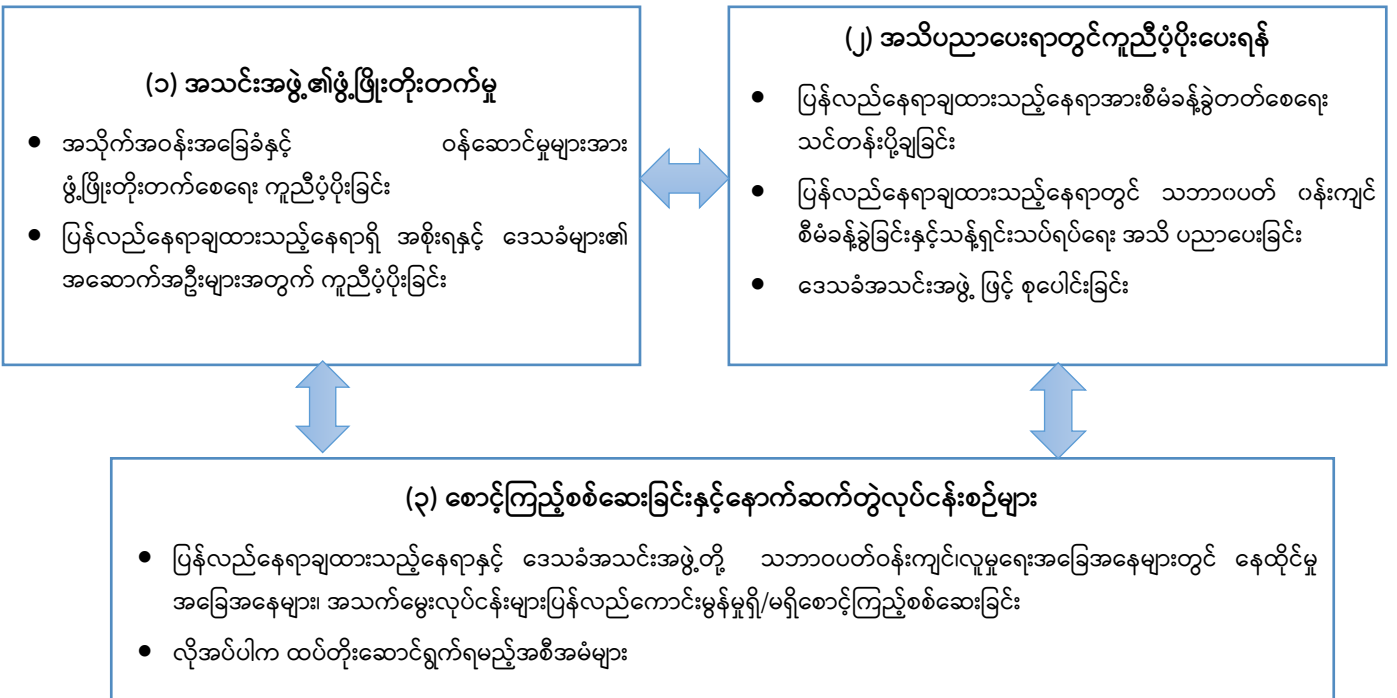 (၁) အသင်းအဖွဲ့၏ဖွံ့ဖြိုးတိုးတက်မှု
● အသိုက်အဝန်းအခြေခံနှင့် ဝန်ဆောင်မှုများအား
ဖွံ့ဖြိုးတိုးတက်စေရေး ကူညီပံ့ပိုးခြင်း
● ပြန်လည်နေရာချထားသည့်နေရာရှိ အစိုးရနှင့် ဒေသခံများ၏
အဆောက်အဦးများအတွက် ကူညီပံ့ပိုးခြင်း
(၂) အသိပညာပေးရာတွင်ကူညီပံ့ပိုးပေးရန်
● ပြန်လည်နေရာချထားသည့်နေရာအားစီမံခန့်ခွဲတတ်စေရေး
သင်တန်းပို့ချခြင်း
● ပြန်လည်နေရာချထားသည့်နေရာတွင် သဘာ၀ပတ် ၀န်းကျင်
စီမံခန့်ခွဲခြင်းနှင့်သန့်ရှင်းသပ်ရပ်ရေး အသိ ပညာပေးခြင်း
● ဒေသခံအသင်းအဖွဲ့ ဖြင့် စုပေါင်းခြင်း
(၃) စောင့်ကြည့်စစ်ဆေးခြင်းနှင့်နောက်ဆက်တွဲလုပ်ငန်းစဉ်များ
● ပြန်လည်နေရာချထားသည့်နေရာနှင့် ဒေသခံအသင်းအဖွဲ့တို့ သဘာဝပတ်ဝန်းကျင်၊လူမှုရေးအခြေအနေများတွင် နေထိုင်မှု
အခြေအနေများ၊ အသက်မွေးလုပ်ငန်းများပြန်လည်ကောင်းမွန်မှုရှိ/မရှိစောင့်ကြည့်စစ်ဆေးခြင်း
● လိုအပ်ပါက ထပ်တိုးဆောင်ရွက်ရမည့်အစီအမံများ